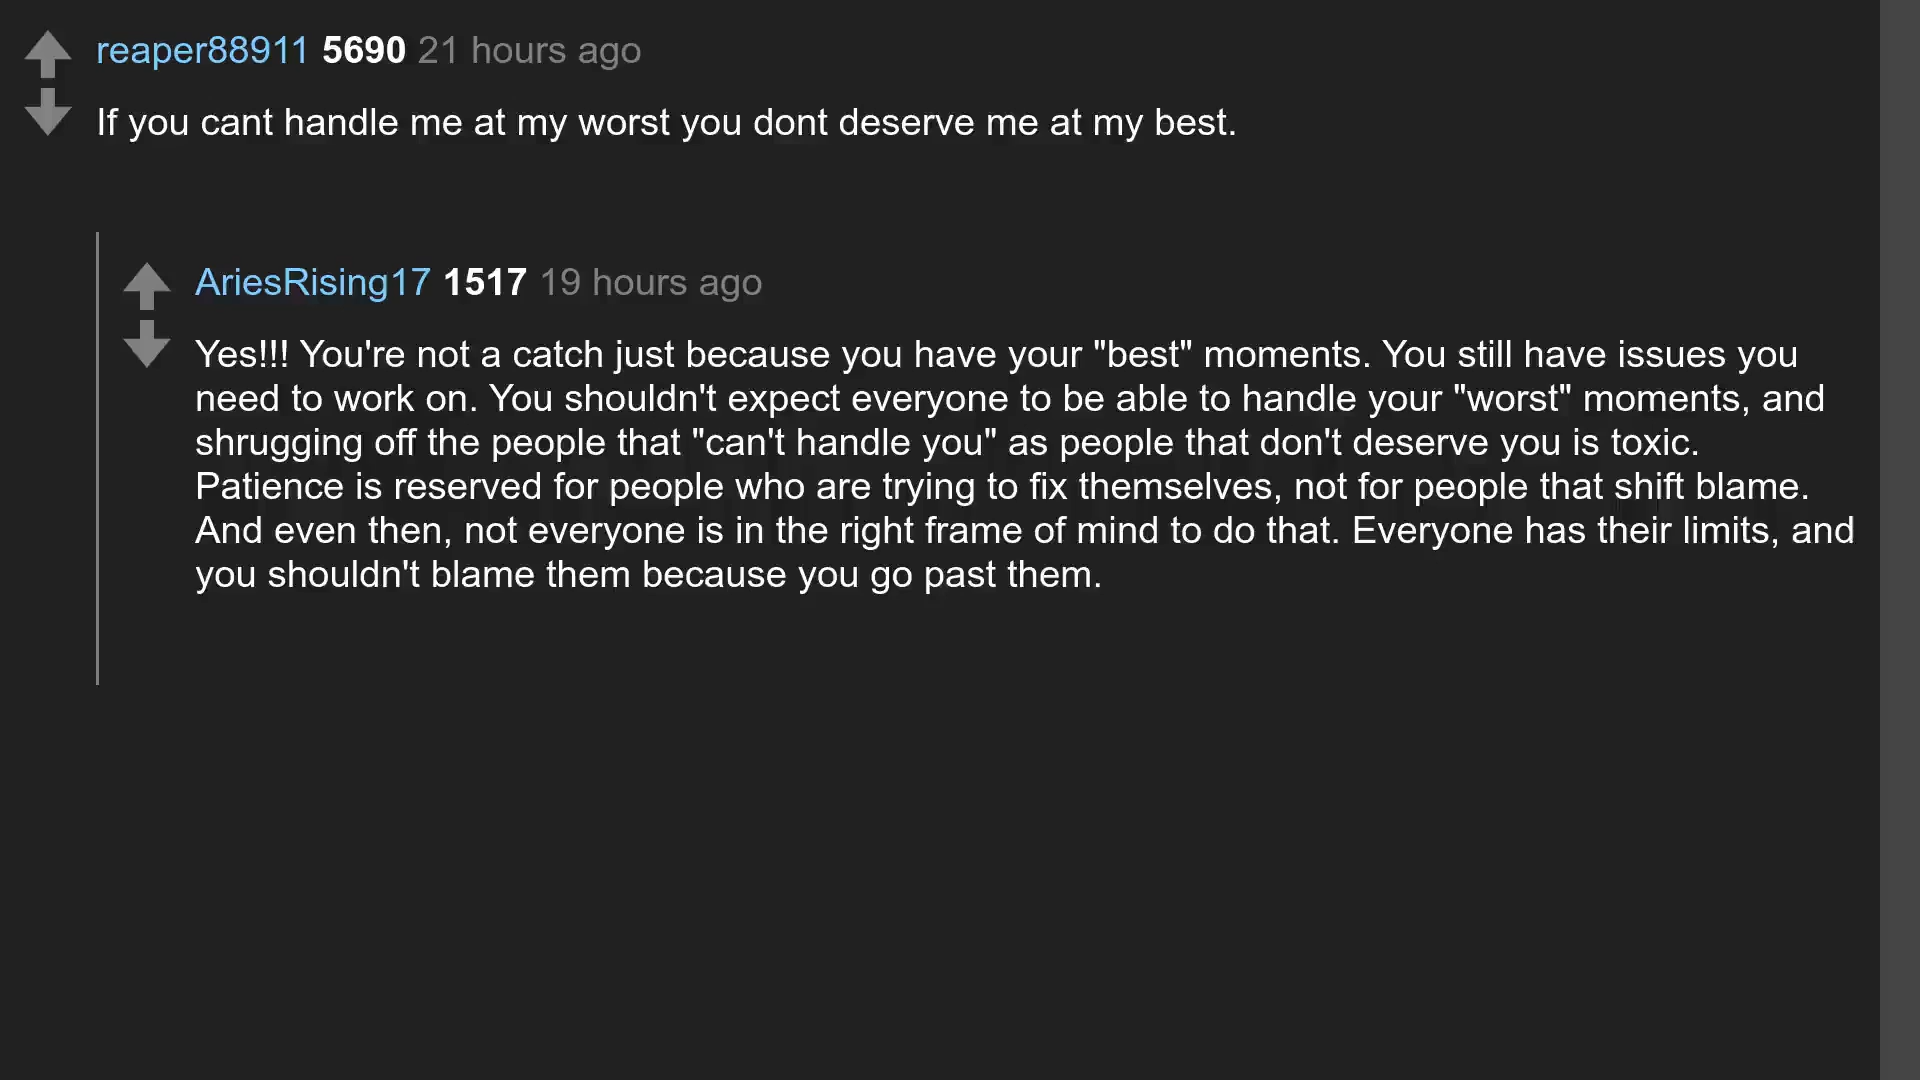 reaper88911 5690 21 hours ago
If you cant handle me at my worst you dont deserve me at my best.
AriesRising17 1517 19 hours ago
Yes!!! You're not a catch just because you have your "best" moments. You still have issues you
need to work on. You shouldn't expect everyone to be able to handle your "worst" moments, and
shrugging off the people that "can't handle you" as people that don't deserve you is toxic.
Patience is reserved for people who are trying to fix themselves, not for people that shift blame.
And even then, not everyone is in the right frame of mind to do that. Everyone has their limits, and
you shouldn't blame them because you go past them.